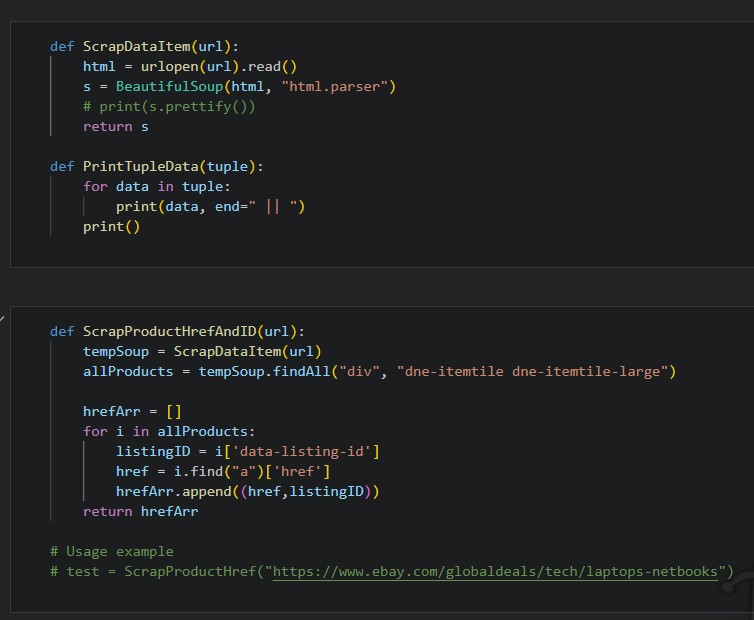 def ScrapDataItem(url):
    html = urlopen(url).read()
    s = BeautifulSoup(html, "html.parser")
    # print(s.prettify())
    return s

def PrintTupleData(tuple):
    for data in tuple:
        print(data, end=" || ")
    print()

def ScrapProductHrefAndID(url):
    tempSoup = ScrapDataItem(url)
    allProducts = tempSoup.findAll("div", "dne-itemtile dne-itemtile-large")

    hrefArr = []
    for i in allProducts:
        listingID = i['data-listing-id']
        href = i.find("a")['href']
        hrefArr.append((href,listingID))
    return hrefArr

# Usage example
# test = ScrapProductHref("https://www.ebay.com/globaldeals/tech/laptops-netbooks")